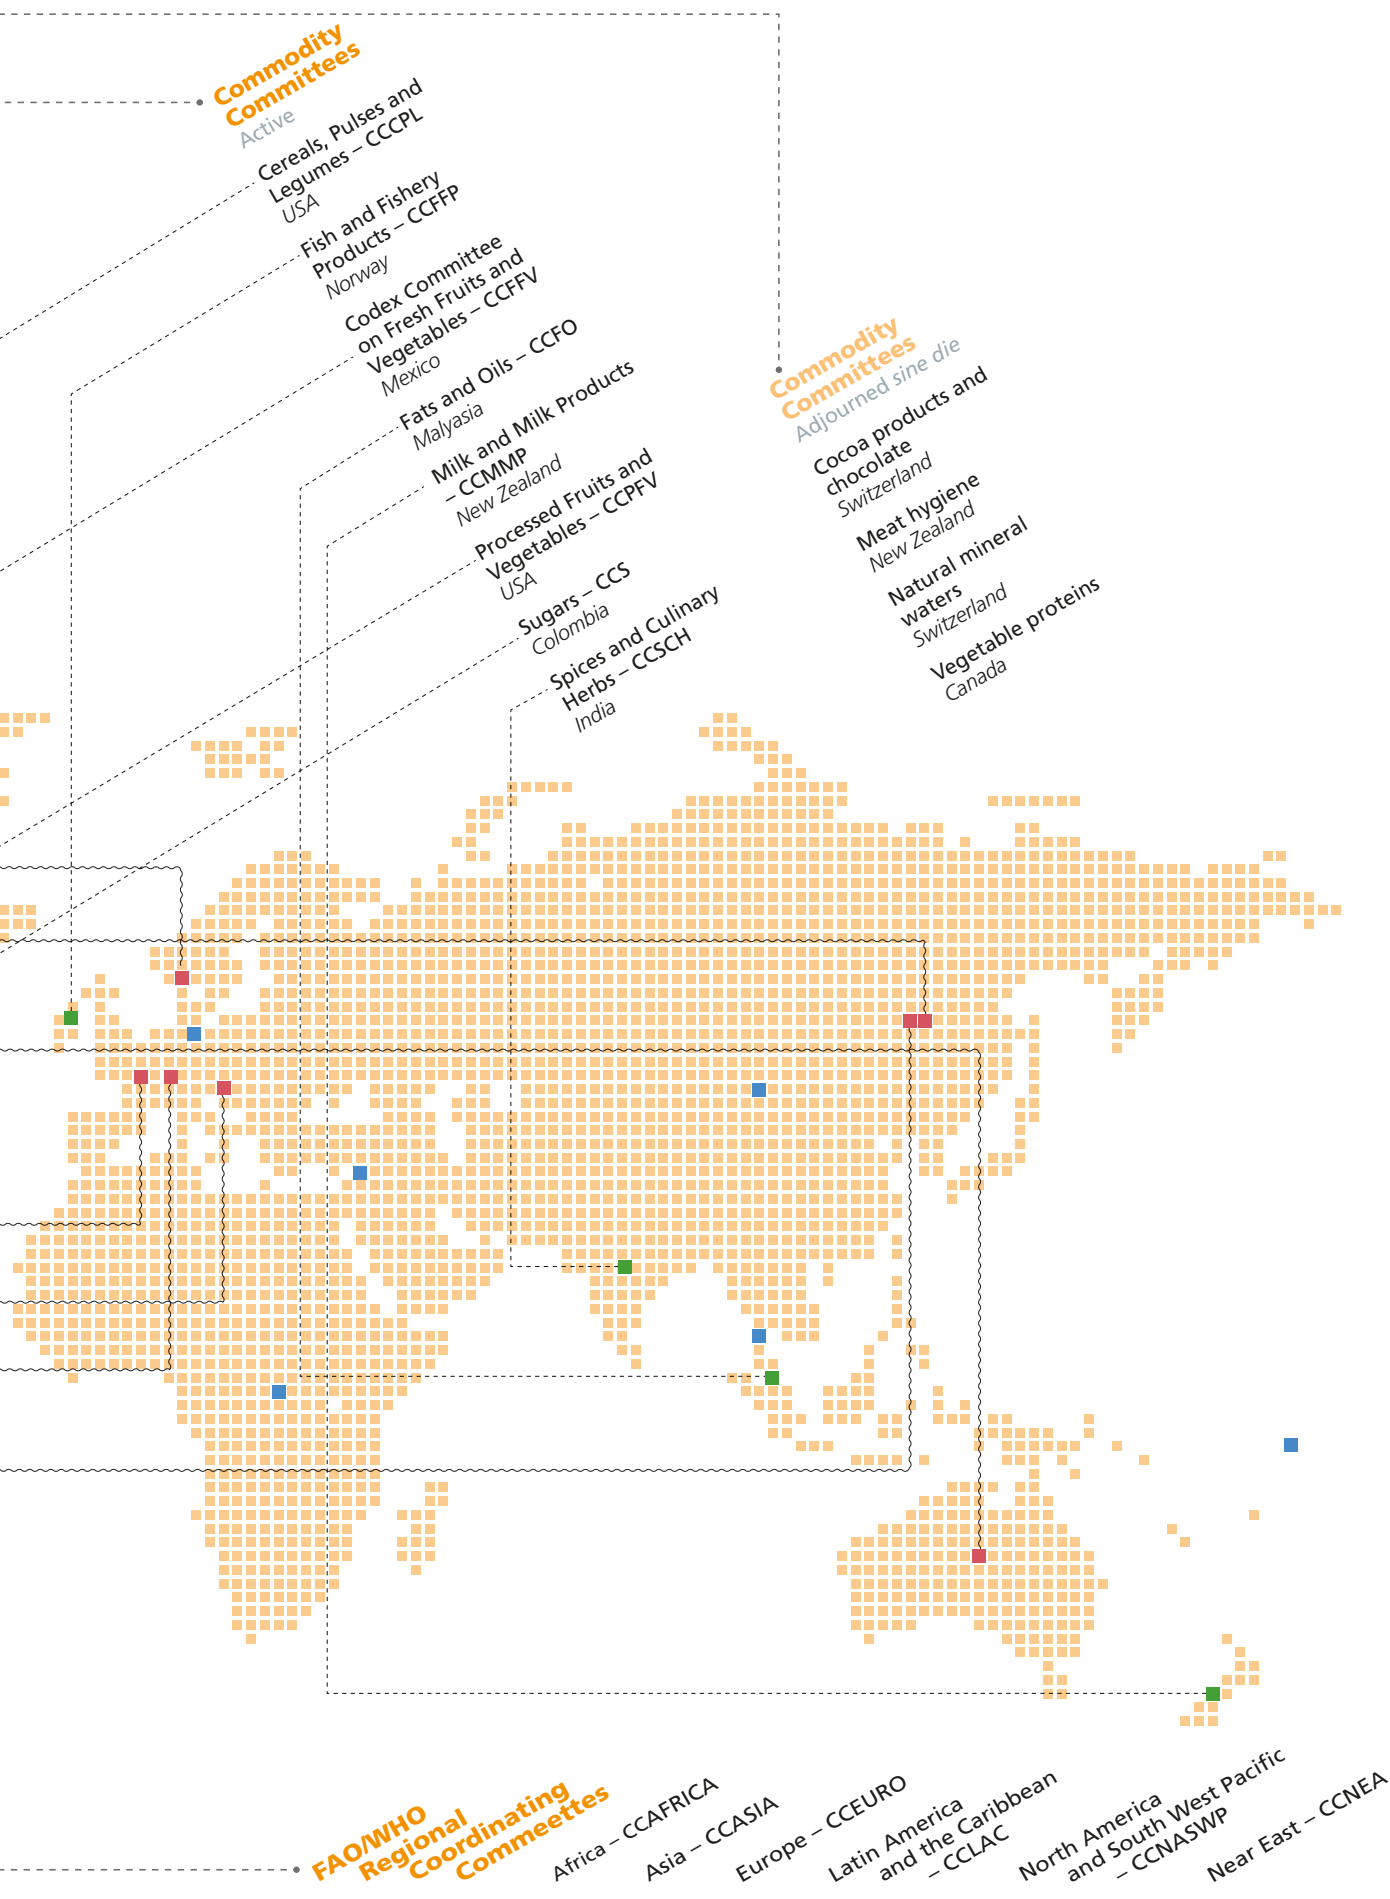 Commodity
Committees
Active
Cereals, Pulses and
Legumes – CCCPL
USA
Fish and Fishery
Products – CCFFP
Norway
Codex Committee
on Fresh Fruits and
Vegetables – CCFFV
Mexico
Fats and Oils – CCFO
Malyasia
Milk and Milk Products
– CCMMP
New Zealand
Processed Fruits and
Vegetables – CCPFV
USA
Sugars – CCS
Colombia
Spices and Culinary
Herbs – CCSCH
India
Commodity
Committees
Adjourned sine die
Cocoa products and
chocolate
Switzerland
Meat hygiene
New Zealand
Natural mineral
waters
Switzerland
Vegetable proteins
Canada
FAO/WHO
Regional
Coordinating
Commeettes
Africa – CCAFRICA
Asia – CCASIA
Europe – CCEURO
Latin America
and the Caribbean
– CCLAC
North America
and South West Pacific
– CCNASWP
Near East – CCNEA